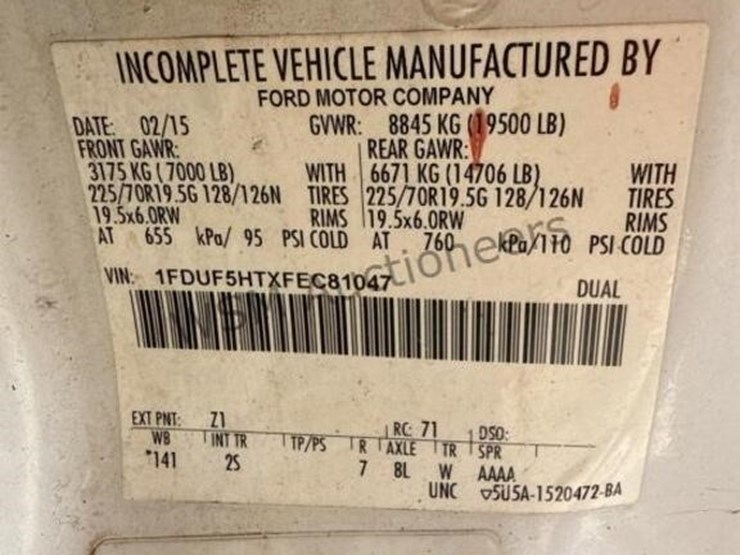 INCOMPLETE VEHICLE MANUFACTURED BY
FORD MOTOR COMPANY
DATE: 02/15 GVWR: 8845 KG (19500 LB)
FRONT GAWR: REAR GAWR:
3175 KG (7000 LB) WITH 6671 KG (14706 LB) WITH
225/70R19.5G 128/126N TIRES 225/70R19.5G 128/126N TIRES
19.5x6.0RW RIMS 19.5x6.0RW RIMS
AT 655 kPa/ 95 PSI COLD AT 760 kPa/110 PSI COLD
VIN: 1FDUF5HTXFEC81047
DUAL
WSM Auctioneers
EXT PNT: Z1 RC: 71 DSO:
WB INT TR TP/PS R AXLE TR SPR
*141 2S 7 8L W AAAA
UNC ▽5U5A-1520472-BA